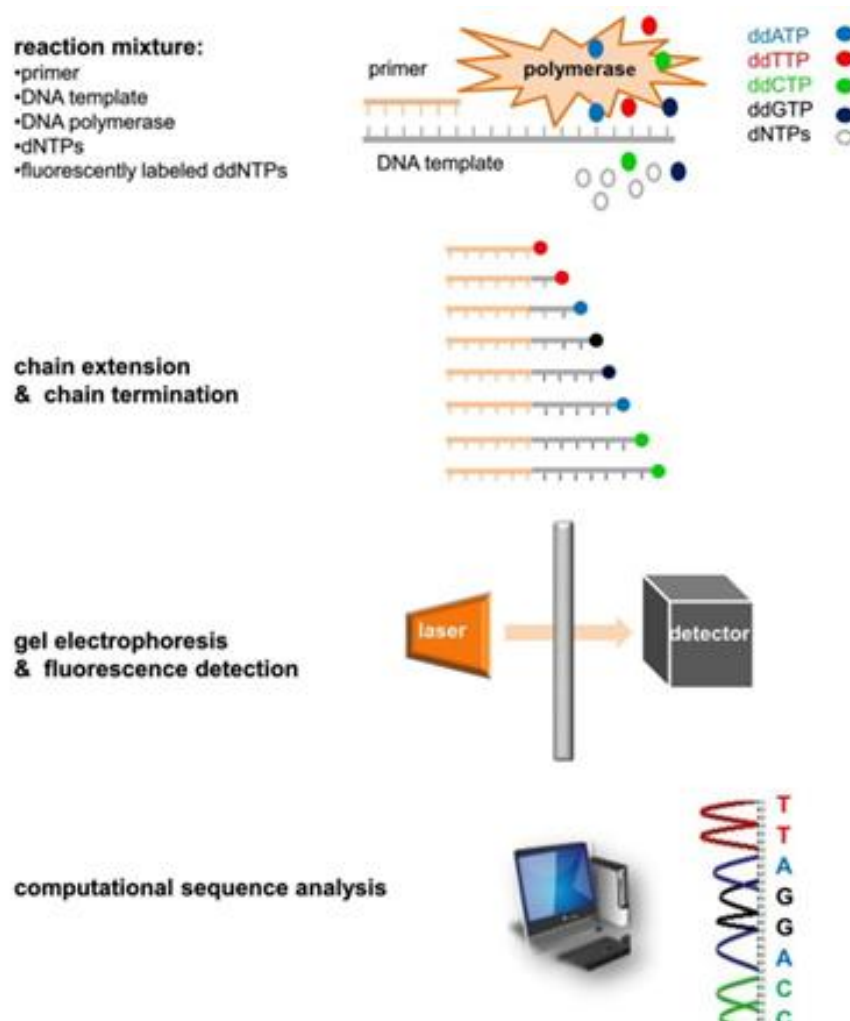 reaction mixture:
•primer
•DNA template
•DNA polymerase
•dNTPs
•fluorescently labeled ddNTPs
primer
polymerase
DNA template
ddATP
ddTTP
ddCTP
ddGTP
dNTPs
chain extension
& chain termination
gel electrophoresis
& fluorescence detection
laser
detector
computational sequence analysis
T
T
A
G
G
A
C
C